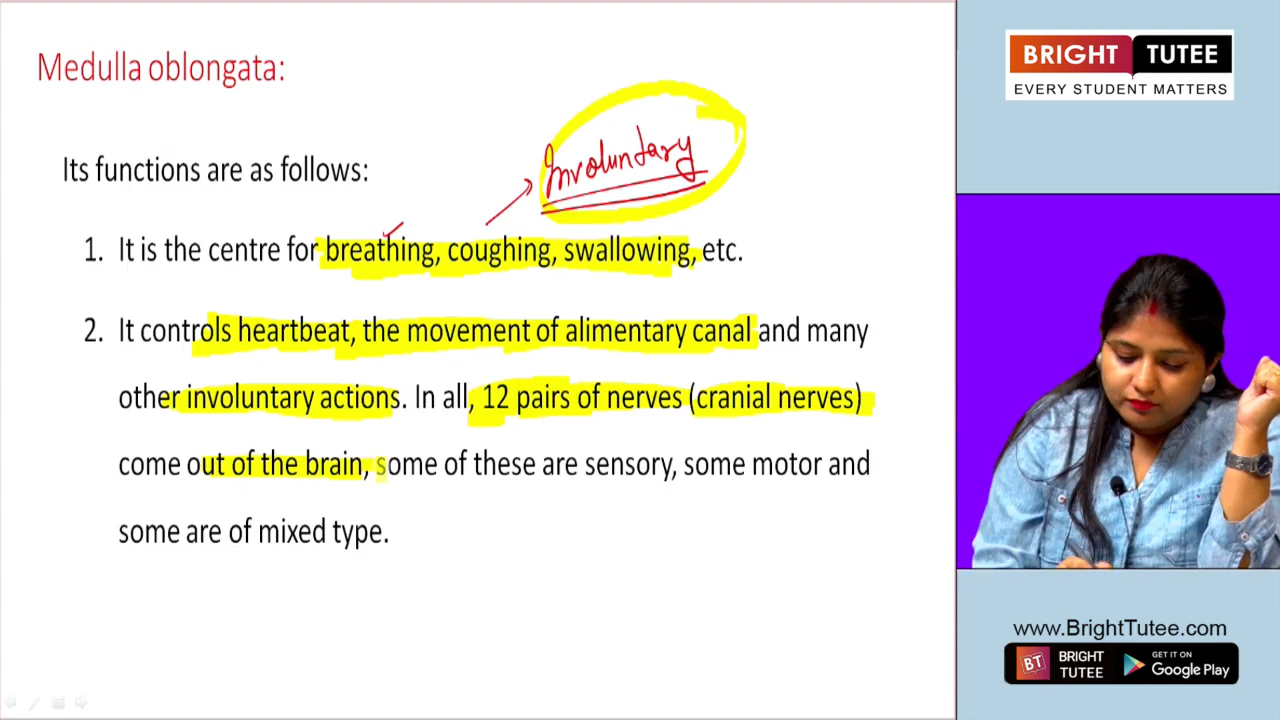 Medulla oblongata:
Involuntary
Its functions are as follows:
1. It is the centre for breathing, coughing, swallowing, etc.
2. It controls heartbeat, the movement of alimentary canal and many
other involuntary actions. In all, 12 pairs of nerves (cranial nerves)
come out of the brain, some of these are sensory, some motor and
some are of mixed type.
BRIGHT TUTEE
EVERY STUDENT MATTERS
www.BrightTutee.com
BT
BRIGHT
TUTEE
GET IT ON
Google Play